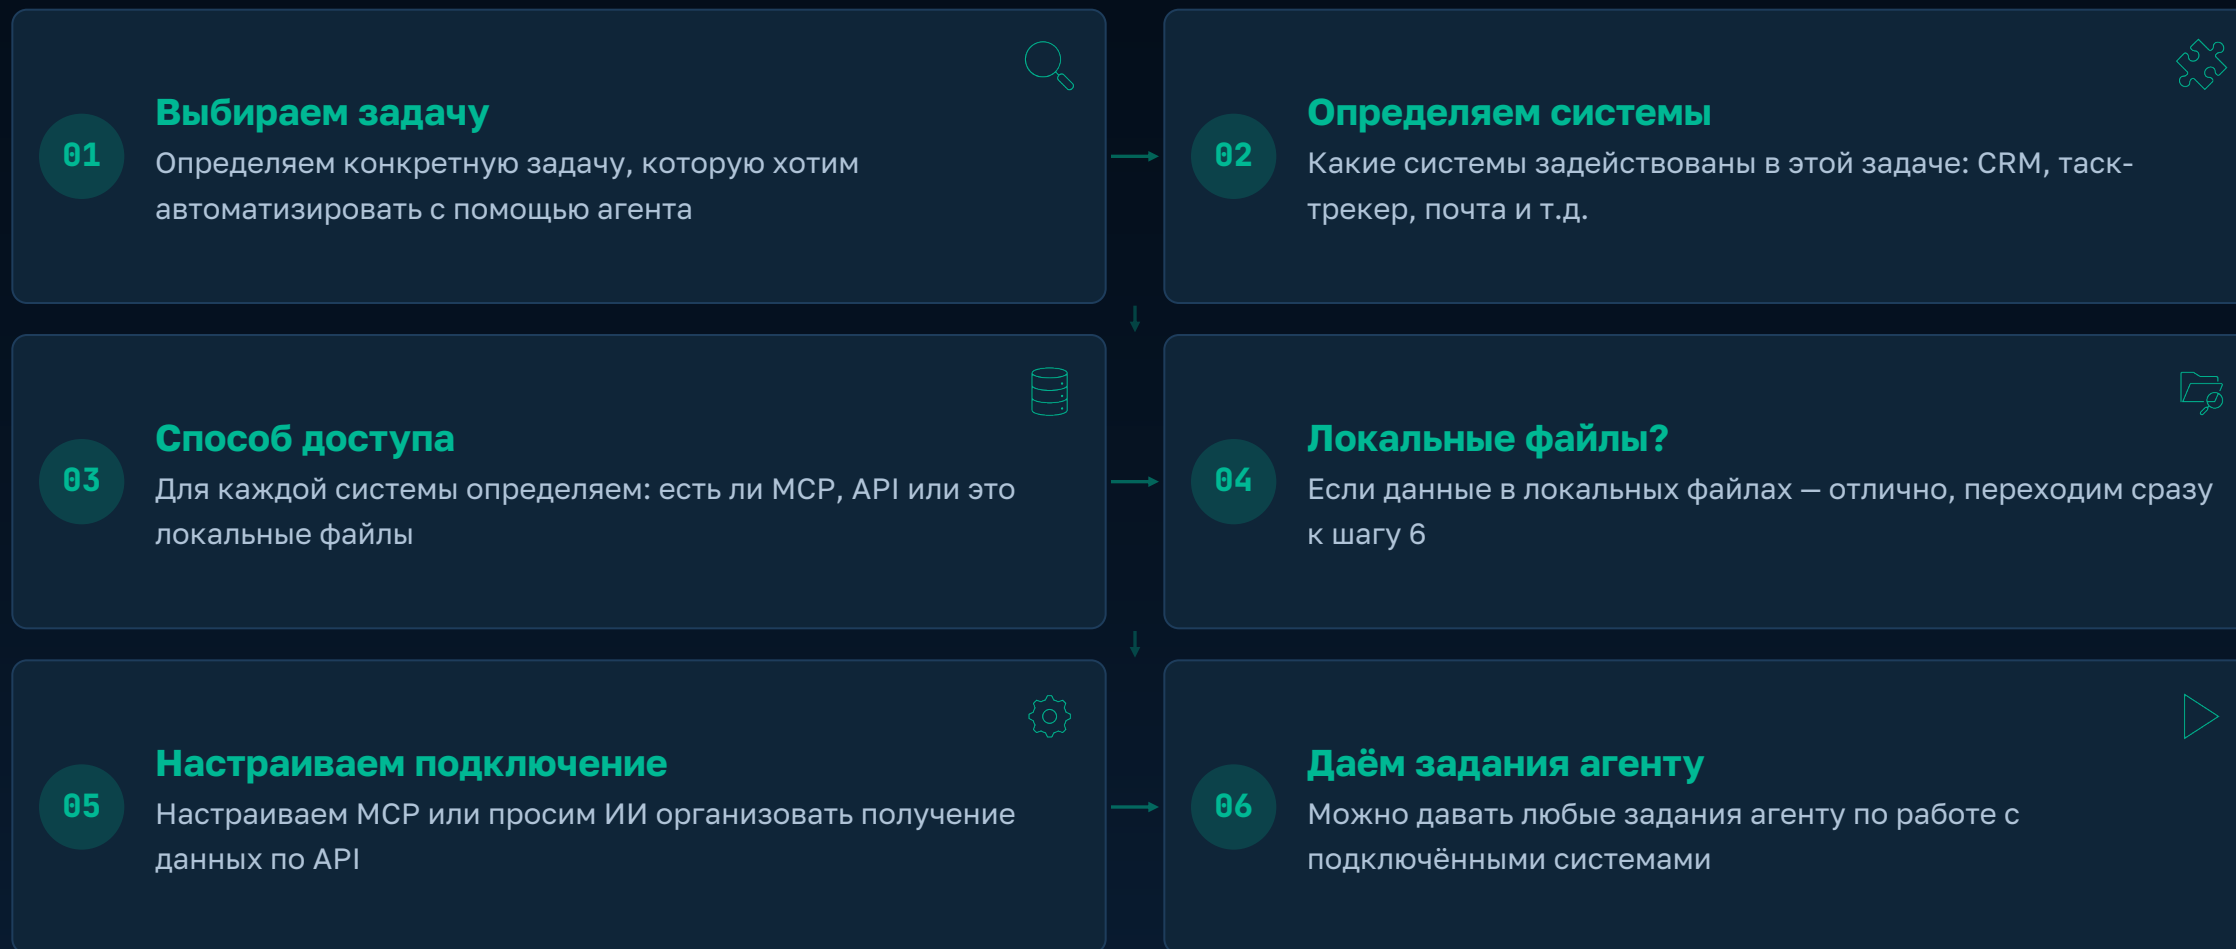 01
Выбираем задачу
Определяем конкретную задачу, которую хотим
автоматизировать с помощью агента
02
Определяем системы
Какие системы задействованы в этой задаче: CRM, таск-
трекер, почта и т.д.
03
Способ доступа
Для каждой системы определяем: есть ли MCP, API или это
локальные файлы
04
Локальные файлы?
Если данные в локальных файлах — отлично, переходим сразу
к шагу 6
05
Настраиваем подключение
Настраиваем MCP или просим ИИ организовать получение
данных по API
06
Даём задания агенту
Можно давать любые задания агенту по работе с
подключёнными системами